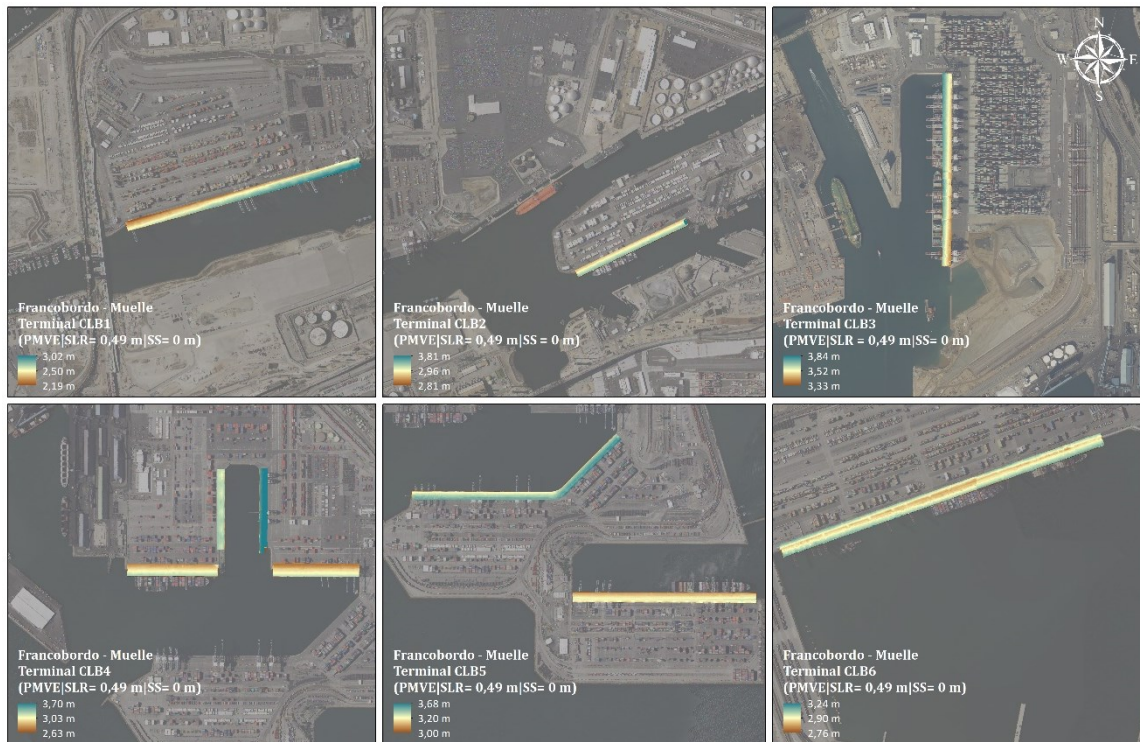 N
W E
S
Francobordo - Muelle
Terminal CLB1
(PMVE|SLR= 0,49 m|SS= 0 m)
3,02 m
2,50 m
2,19 m
Francobordo - Muelle
Terminal CLB2
(PMVE|SLR= 0,49 m|SS = 0 m)
3,81 m
2,96 m
2,81 m
Francobordo - Muelle
Terminal CLB3
(PMVE|SLR = 0,49 m|SS= 0 m)
3,84 m
3,52 m
3,33 m
Francobordo - Muelle
Terminal CLB4
(PMVE|SLR= 0,49 m|SS= 0 m)
3,70 m
3,03 m
2,63 m
Francobordo - Muelle
Terminal CLB5
(PMVE|SLR= 0,49 m|SS= 0 m)
3,68 m
3,20 m
3,00 m
Francobordo - Muelle
Terminal CLB6
(PMVE|SLR= 0,49 m|SS= 0 m)
3,24 m
2,90 m
2,76 m